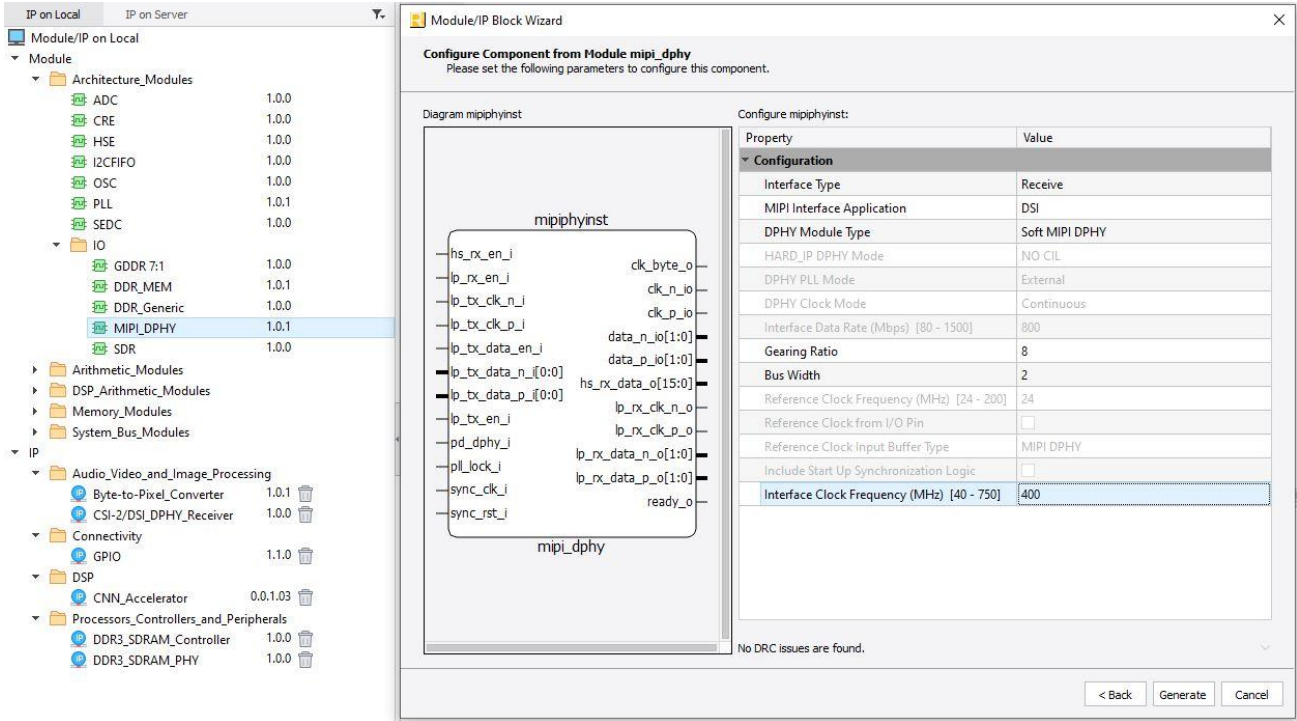 IP on Local IP on Server
Module/IP on Local
Module
Architecture_Modules
ADC 1.0.0
CRE 1.0.0
HSE 1.0.0
I2CFIFO 1.0.0
OSC 1.0.0
PLL 1.0.1
SEDC 1.0.0
IO
GDDR 7:1 1.0.0
DDR_MEM 1.0.1
DDR_Generic 1.0.0
MIPI_DPHY 1.0.1
SDR 1.0.0
Arithmetic_Modules
DSP_Arithmetic_Modules
Memory_Modules
System_Bus_Modules
IP
Audio_Video_and_Image_Processing
IP Byte-to-Pixel_Converter 1.0.1
IP CSI-2/DSI_DPHY_Receiver 1.0.0
Connectivity
IP GPIO 1.1.0
DSP
IP CNN_Accelerator 0.0.1.03
Processors_Controllers_and_Peripherals
IP DDR3_SDRAM_Controller 1.0.0
IP DDR3_SDRAM_PHY 1.0.0
Module/IP Block Wizard
Configure Component from Module mipi_dphy
Please set the following parameters to configure this component.
Diagram mipiphyinst
mipiphyinst
hs_rx_en_i
lp_rx_en_i
lp_tx_clk_n_i
lp_tx_clk_p_i
lp_tx_data_en_i
lp_tx_data_n_i[0:0]
lp_tx_data_p_i[0:0]
lp_tx_en_i
pd_dphy_i
pll_lock_i
sync_clk_i
sync_rst_i
clk_byte_o
clk_n_io
clk_p_io
data_n_io[1:0]
data_p_io[1:0]
hs_rx_data_o[15:0]
lp_rx_clk_n_o
lp_rx_clk_p_o
lp_rx_data_n_o[1:0]
lp_rx_data_p_o[1:0]
ready_o
mipi_dphy
Configure mipiphyinst:
Property Value
Configuration
Interface Type Receive
MIPI Interface Application DSI
DPHY Module Type Soft MIPI DPHY
HARD_IP DPHY Mode NO CIL
DPHY PLL Mode External
DPHY Clock Mode Continuous
Interface Data Rate (Mbps) [80 - 1500] 800
Gearing Ratio 8
Bus Width 2
Reference Clock Frequency (MHz) [24 - 200] 24
Reference Clock from I/O Pin
Reference Clock Input Buffer Type MIPI DPHY
Include Start Up Synchronization Logic
Interface Clock Frequency (MHz) [40 - 750] 400
No DRC issues are found.
< Back Generate Cancel